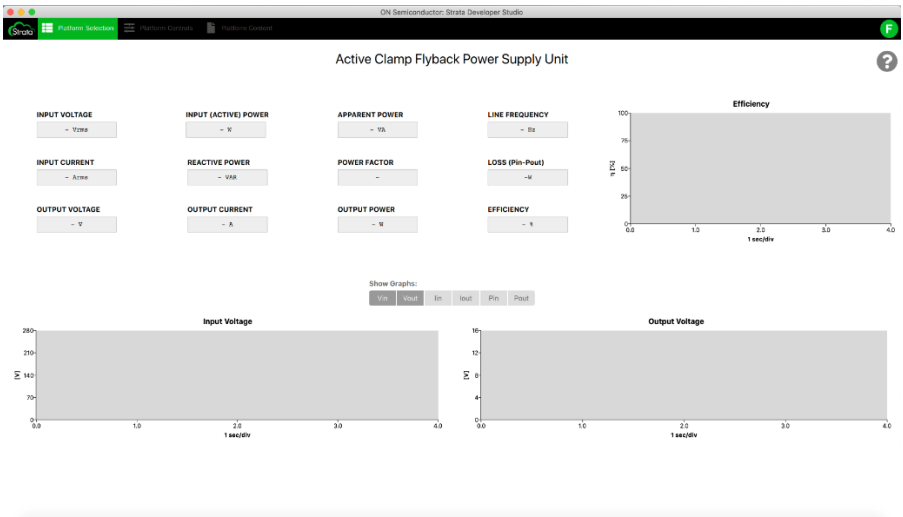 ON Semiconductor: Strata Developer Studio
Strata Platform Selection Platform Controls Platform Content F
Active Clamp Flyback Power Supply Unit
?
INPUT VOLTAGE INPUT (ACTIVE) POWER APPARENT POWER LINE FREQUENCY
- Vrms - W - VA - Hz
INPUT CURRENT REACTIVE POWER POWER FACTOR LOSS (Pin-Pout)
- Arms - VAR - -W
OUTPUT VOLTAGE OUTPUT CURRENT OUTPUT POWER EFFICIENCY
- V - A - W - %
Efficiency
100
75
50
25
0
η [%]
0.0 1.0 2.0 3.0 4.0
1 sec/div
Show Graphs:
Vin Vout Iin Iout Pin Pout
Input Voltage
280
210
140
70
0
[V]
0.0 1.0 2.0 3.0 4.0
1 sec/div
Output Voltage
16
12
8
4
0
[V]
0.0 1.0 2.0 3.0 4.0
1 sec/div